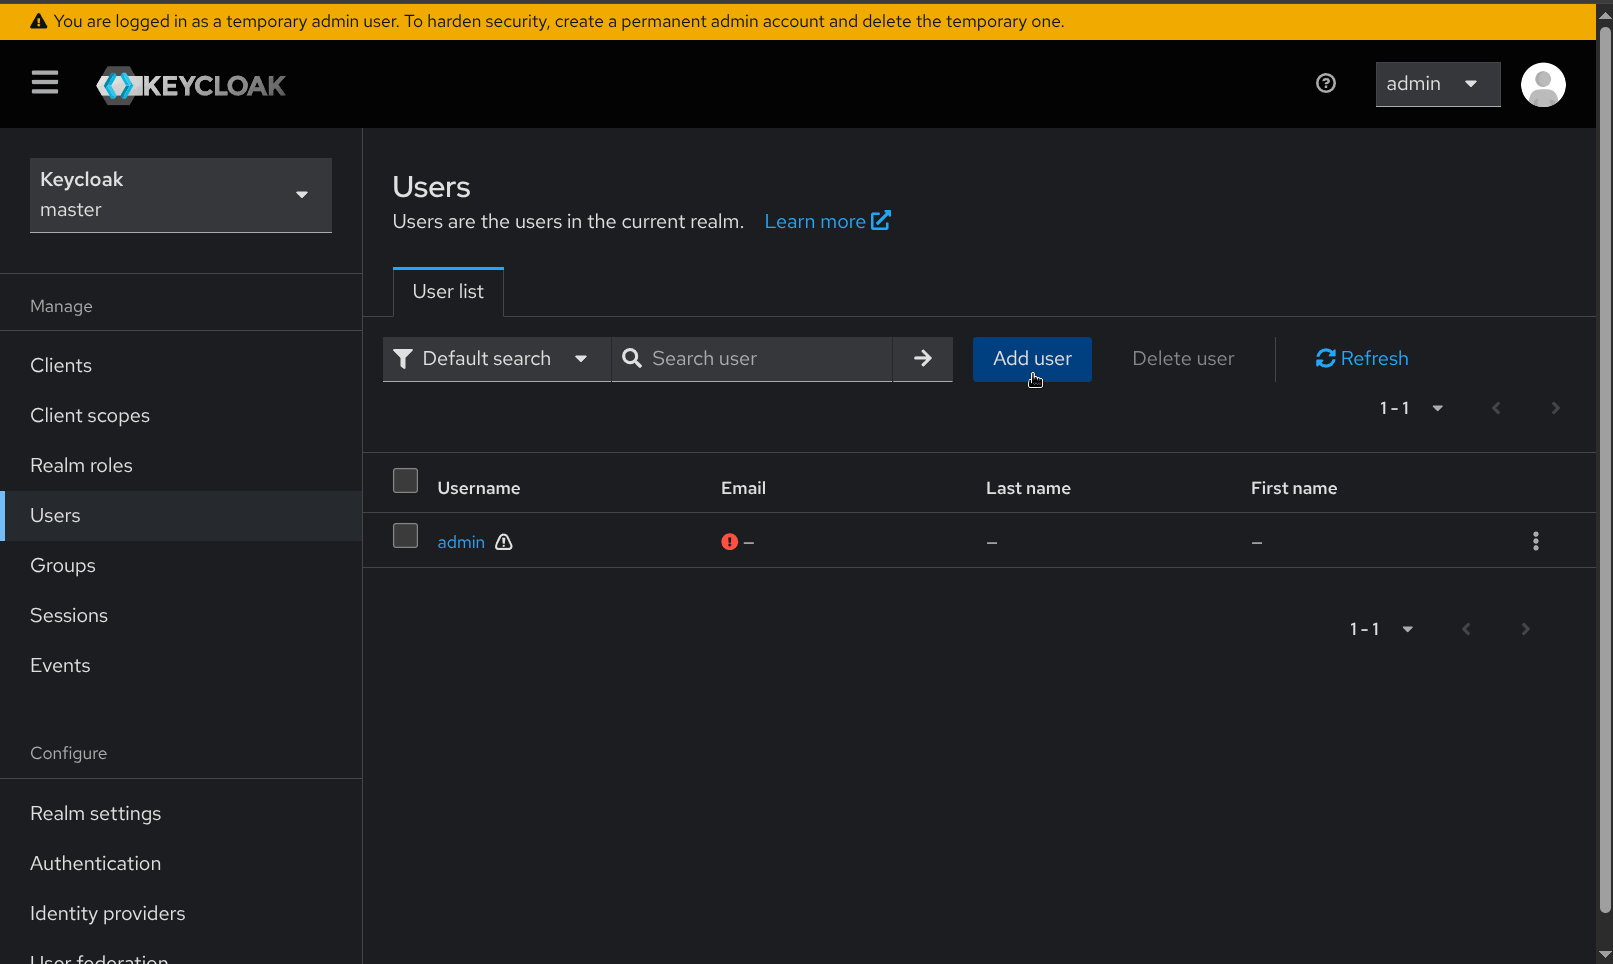 You are logged in as a temporary admin user. To harden security, create a permanent admin account and delete the temporary one.
KEYCLOAK
admin
Keycloak
master
Manage
Clients
Client scopes
Realm roles
Users
Groups
Sessions
Events
Configure
Realm settings
Authentication
Identity providers
User federation
Users
Users are the users in the current realm. Learn more
User list
Default search Search user Add user Delete user Refresh
1 - 1
Username Email Last name First name
admin – – –
1 - 1